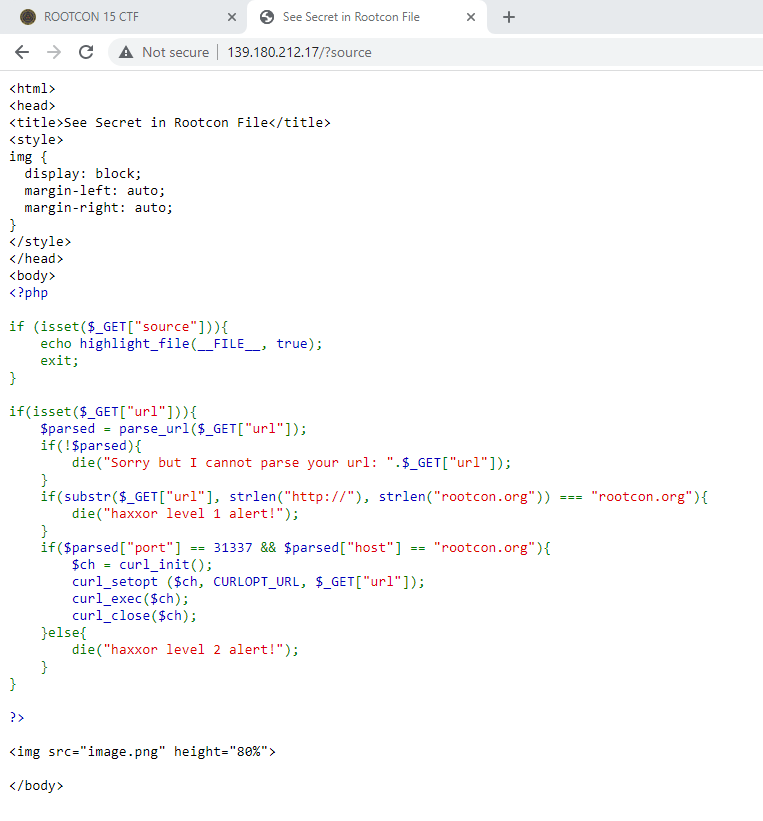 ROOTCON 15 CTF
See Secret in Rootcon File
Not secure
139.180.212.17/?source
<html>
<head>
<title>See Secret in Rootcon File</title>
<style>
img {
  display: block;
  margin-left: auto;
  margin-right: auto;
}
</style>
</head>
<body>
<?php
if (isset($_GET["source"])){
    echo highlight_file(__FILE__, true);
    exit;
}
if(isset($_GET["url"])){
    $parsed = parse_url($_GET["url"]);
    if(!$parsed){
        die("Sorry but I cannot parse your url: ".$_GET["url"]);
    }
    if(substr($_GET["url"], strlen("http://"), strlen("rootcon.org")) === "rootcon.org"){
        die("haxxor level 1 alert!");
    }
    if($parsed["port"] == 31337 && $parsed["host"] == "rootcon.org"){
        $ch = curl_init();
        curl_setopt ($ch, CURLOPT_URL, $_GET["url"]);
        curl_exec($ch);
        curl_close($ch);
    }else{
        die("haxxor level 2 alert!");
    }
}
?>
<img src="image.png" height="80%">
</body>